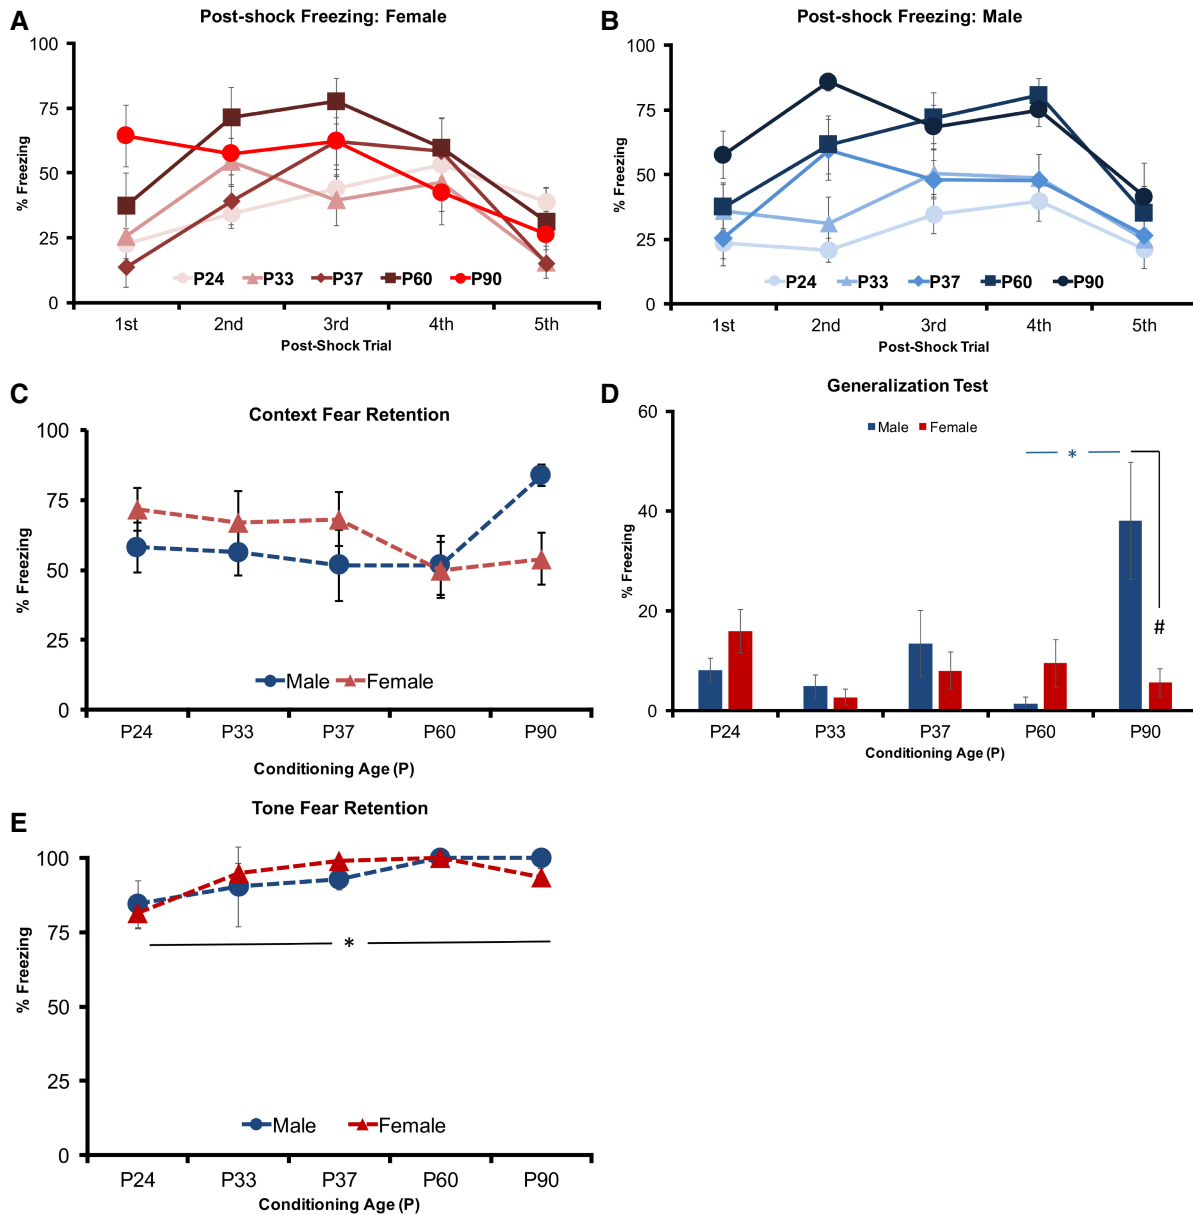 A
Post-shock Freezing: Female
100
75
50
25
0
% Freezing
P24 P33 P37 P60 P90
1st 2nd 3rd 4th 5th
Post-Shock Trial
B
Post-shock Freezing: Male
100
75
50
25
0
% Freezing
P24 P33 P37 P60 P90
1st 2nd 3rd 4th 5th
Post-Shock Trial
C
Context Fear Retention
100
75
50
25
0
% Freezing
Male Female
P24 P33 P37 P60 P90
Conditioning Age (P)
D
Generalization Test
60
40
20
0
% Freezing
Male Female
*
#
P24 P33 P37 P60 P90
Conditioning Age (P)
E
Tone Fear Retention
100
75
50
25
0
% Freezing
*
Male Female
P24 P33 P37 P60 P90
Conditioning Age (P)